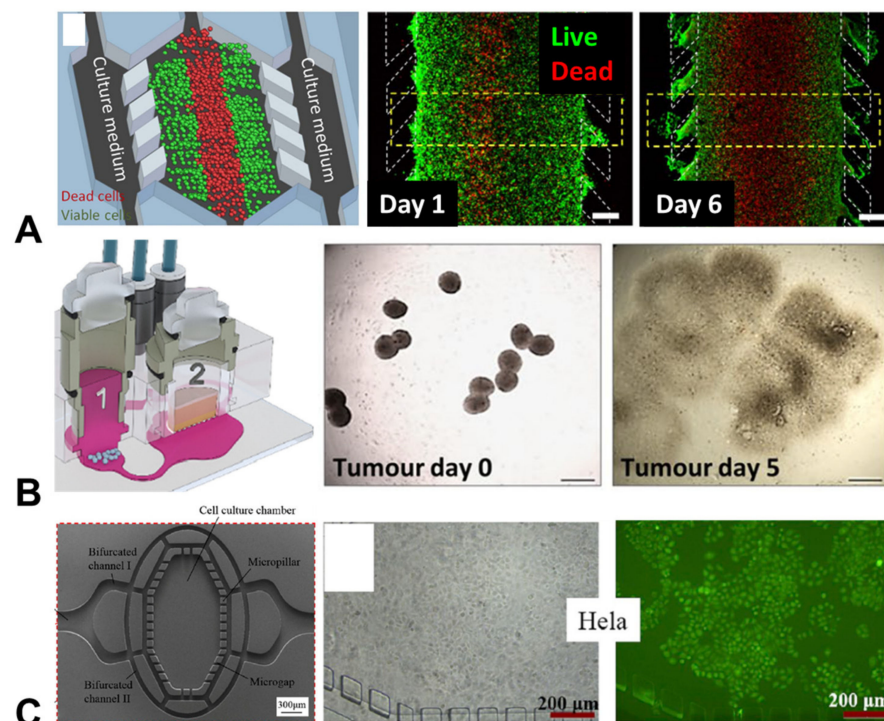 Culture medium
Culture medium
Dead cells
Viable cells
Live
Dead
Day 1
Day 6
A
1
2
Tumour day 0
Tumour day 5
B
Cell culture chamber
Bifurcated
channel I
Micropillar
Bifurcated
channel II
Microgap
300μm
Hela
200 μm
200 μm
C